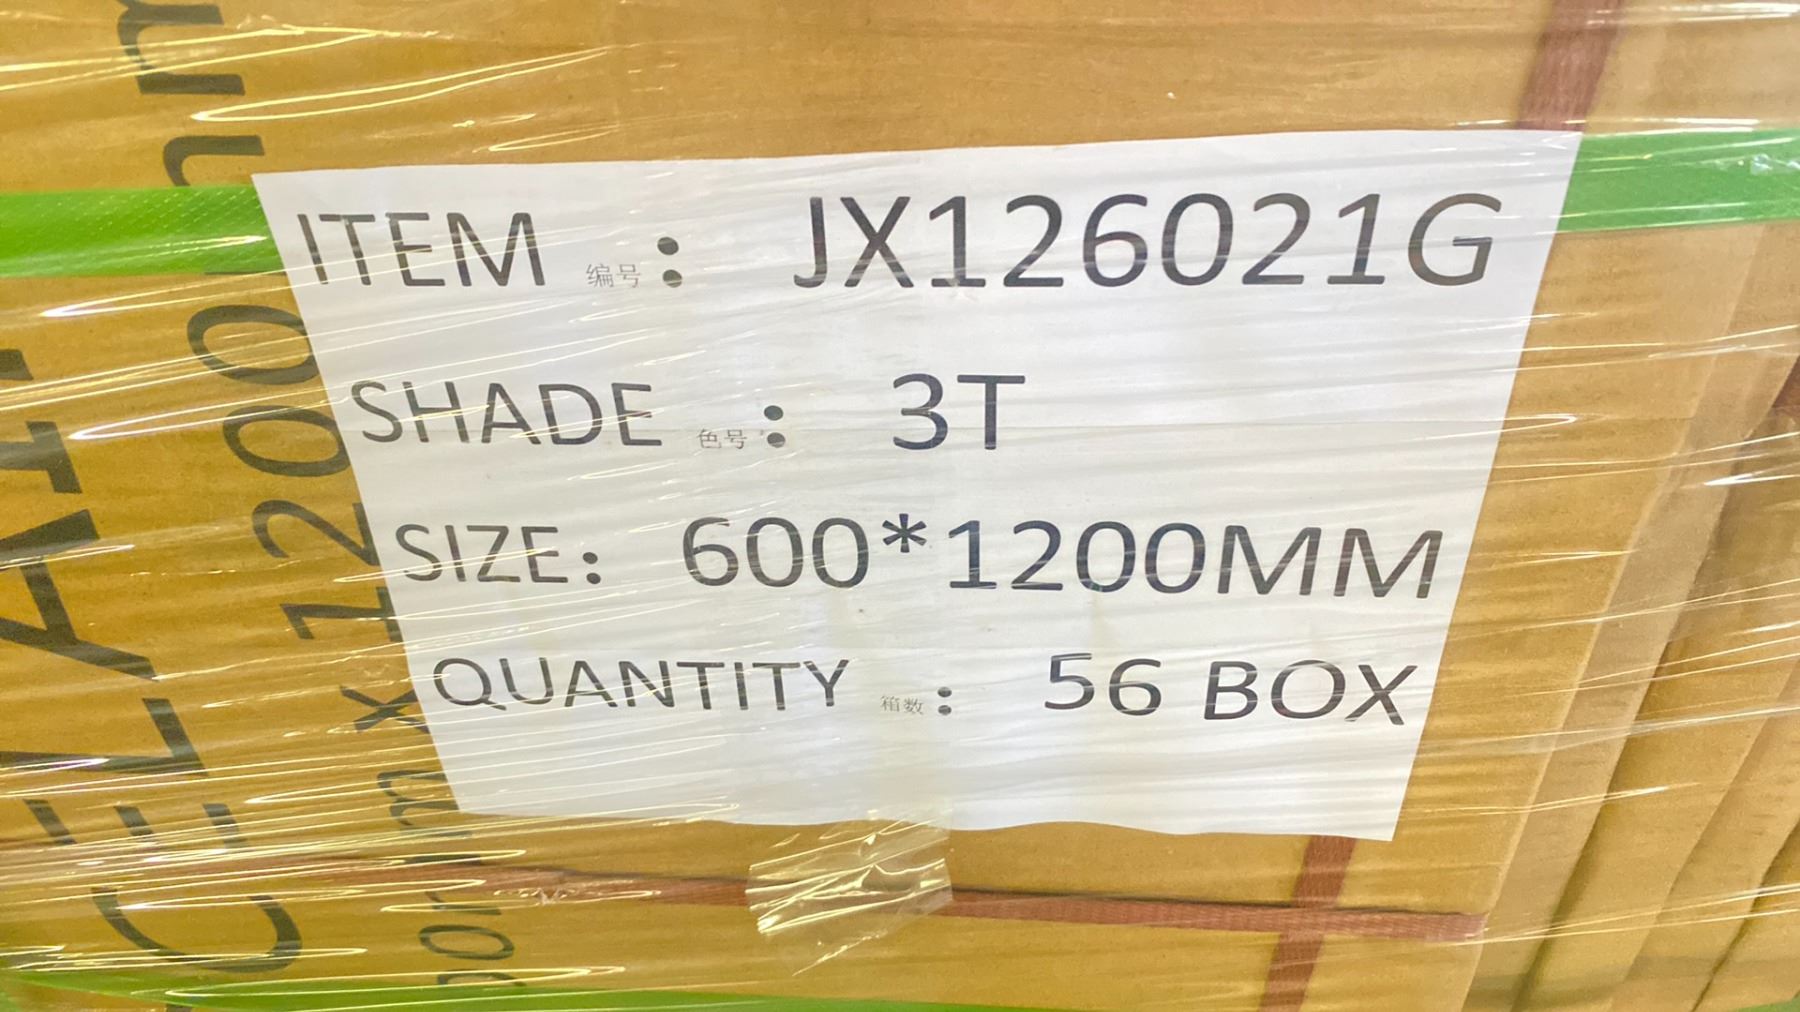 ITEM 编号: JX126021G
SHADE 色号: 3T
SIZE: 600*1200MM
QUANTITY 箱数: 56 BOX